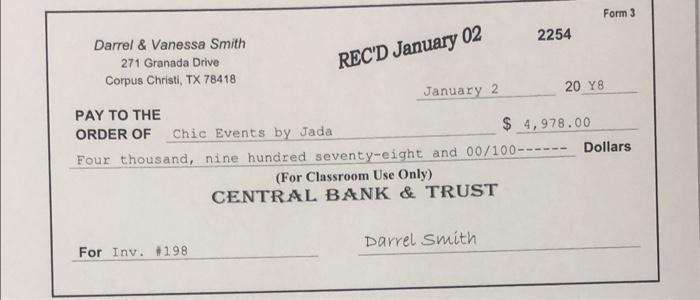 Form 3
Darrel & Vanessa Smith
271 Granada Drive
Corpus Christi, TX 78418
REC'D January 02
2254
January 2 20 Y8
PAY TO THE
ORDER OF Chic Events by Jada $ 4,978.00
Four thousand, nine hundred seventy-eight and 00/100------ Dollars
(For Classroom Use Only)
CENTRAL BANK & TRUST
For Inv. #198
Darrel Smith